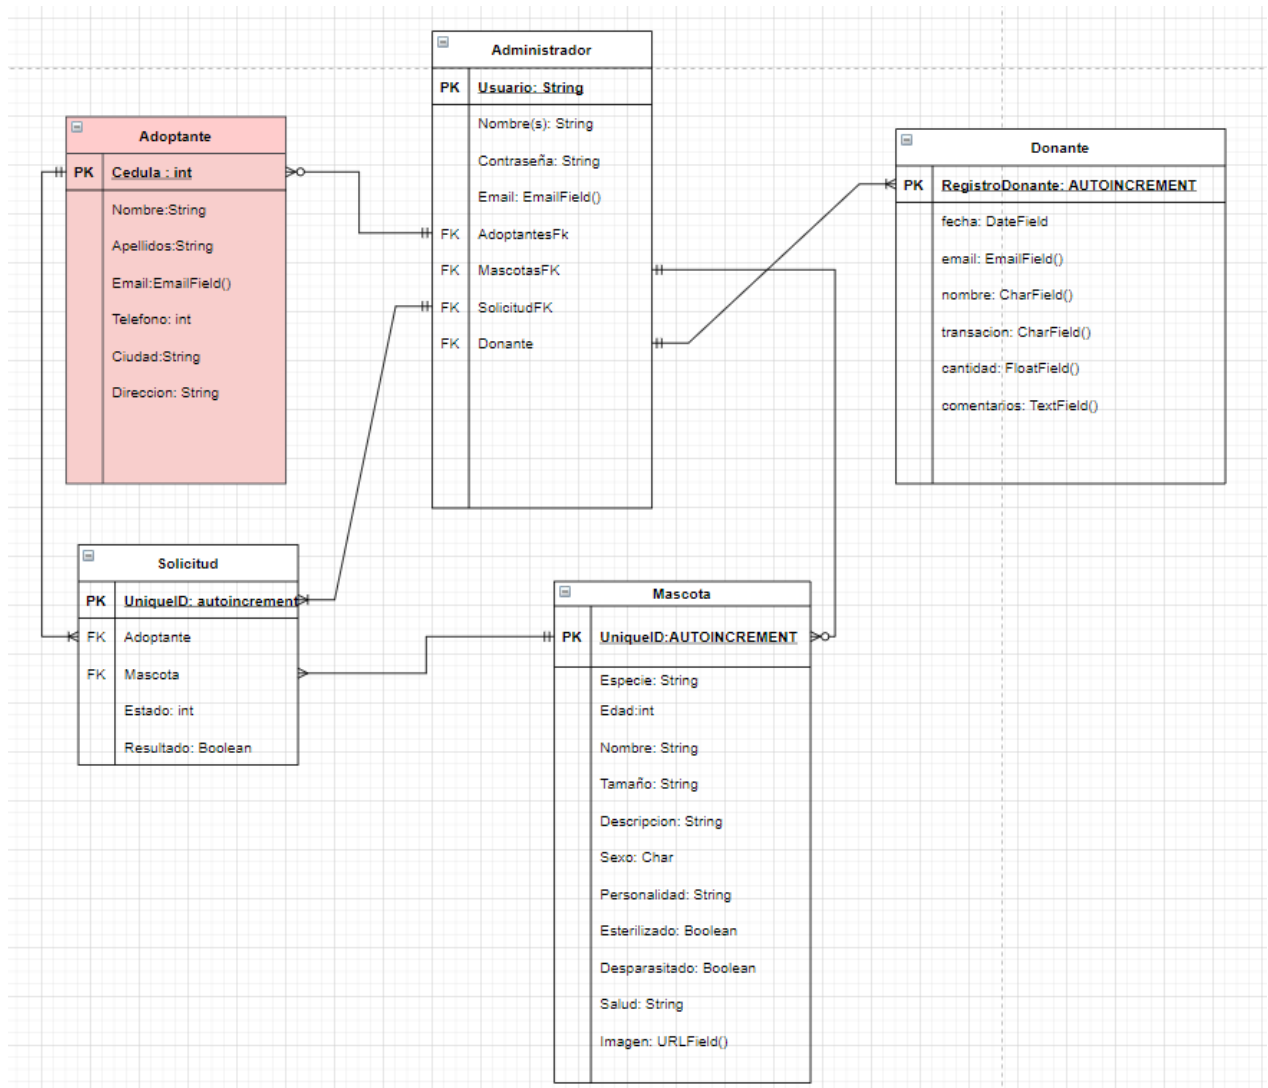 Administrador
PK Usuario: String
Nombre(s): String
Contraseña: String
Email: EmailField()
FK AdoptantesFk
FK MascotasFK
FK SolicitudFK
FK Donante
Adoptante
PK Cedula : int
Nombre:String
Apellidos:String
Email:EmailField()
Telefono: int
Ciudad:String
Direccion: String
Donante
PK RegistroDonante: AUTOINCREMENT
fecha: DateField
email: EmailField()
nombre: CharField()
transacion: CharField()
cantidad: FloatField()
comentarios: TextField()
Solicitud
PK UniqueID: autoincrement
FK Adoptante
FK Mascota
Estado: int
Resultado: Boolean
Mascota
PK UniqueID:AUTOINCREMENT
Especie: String
Edad:int
Nombre: String
Tamaño: String
Descripcion: String
Sexo: Char
Personalidad: String
Esterilizado: Boolean
Desparasitado: Boolean
Salud: String
Imagen: URLField()